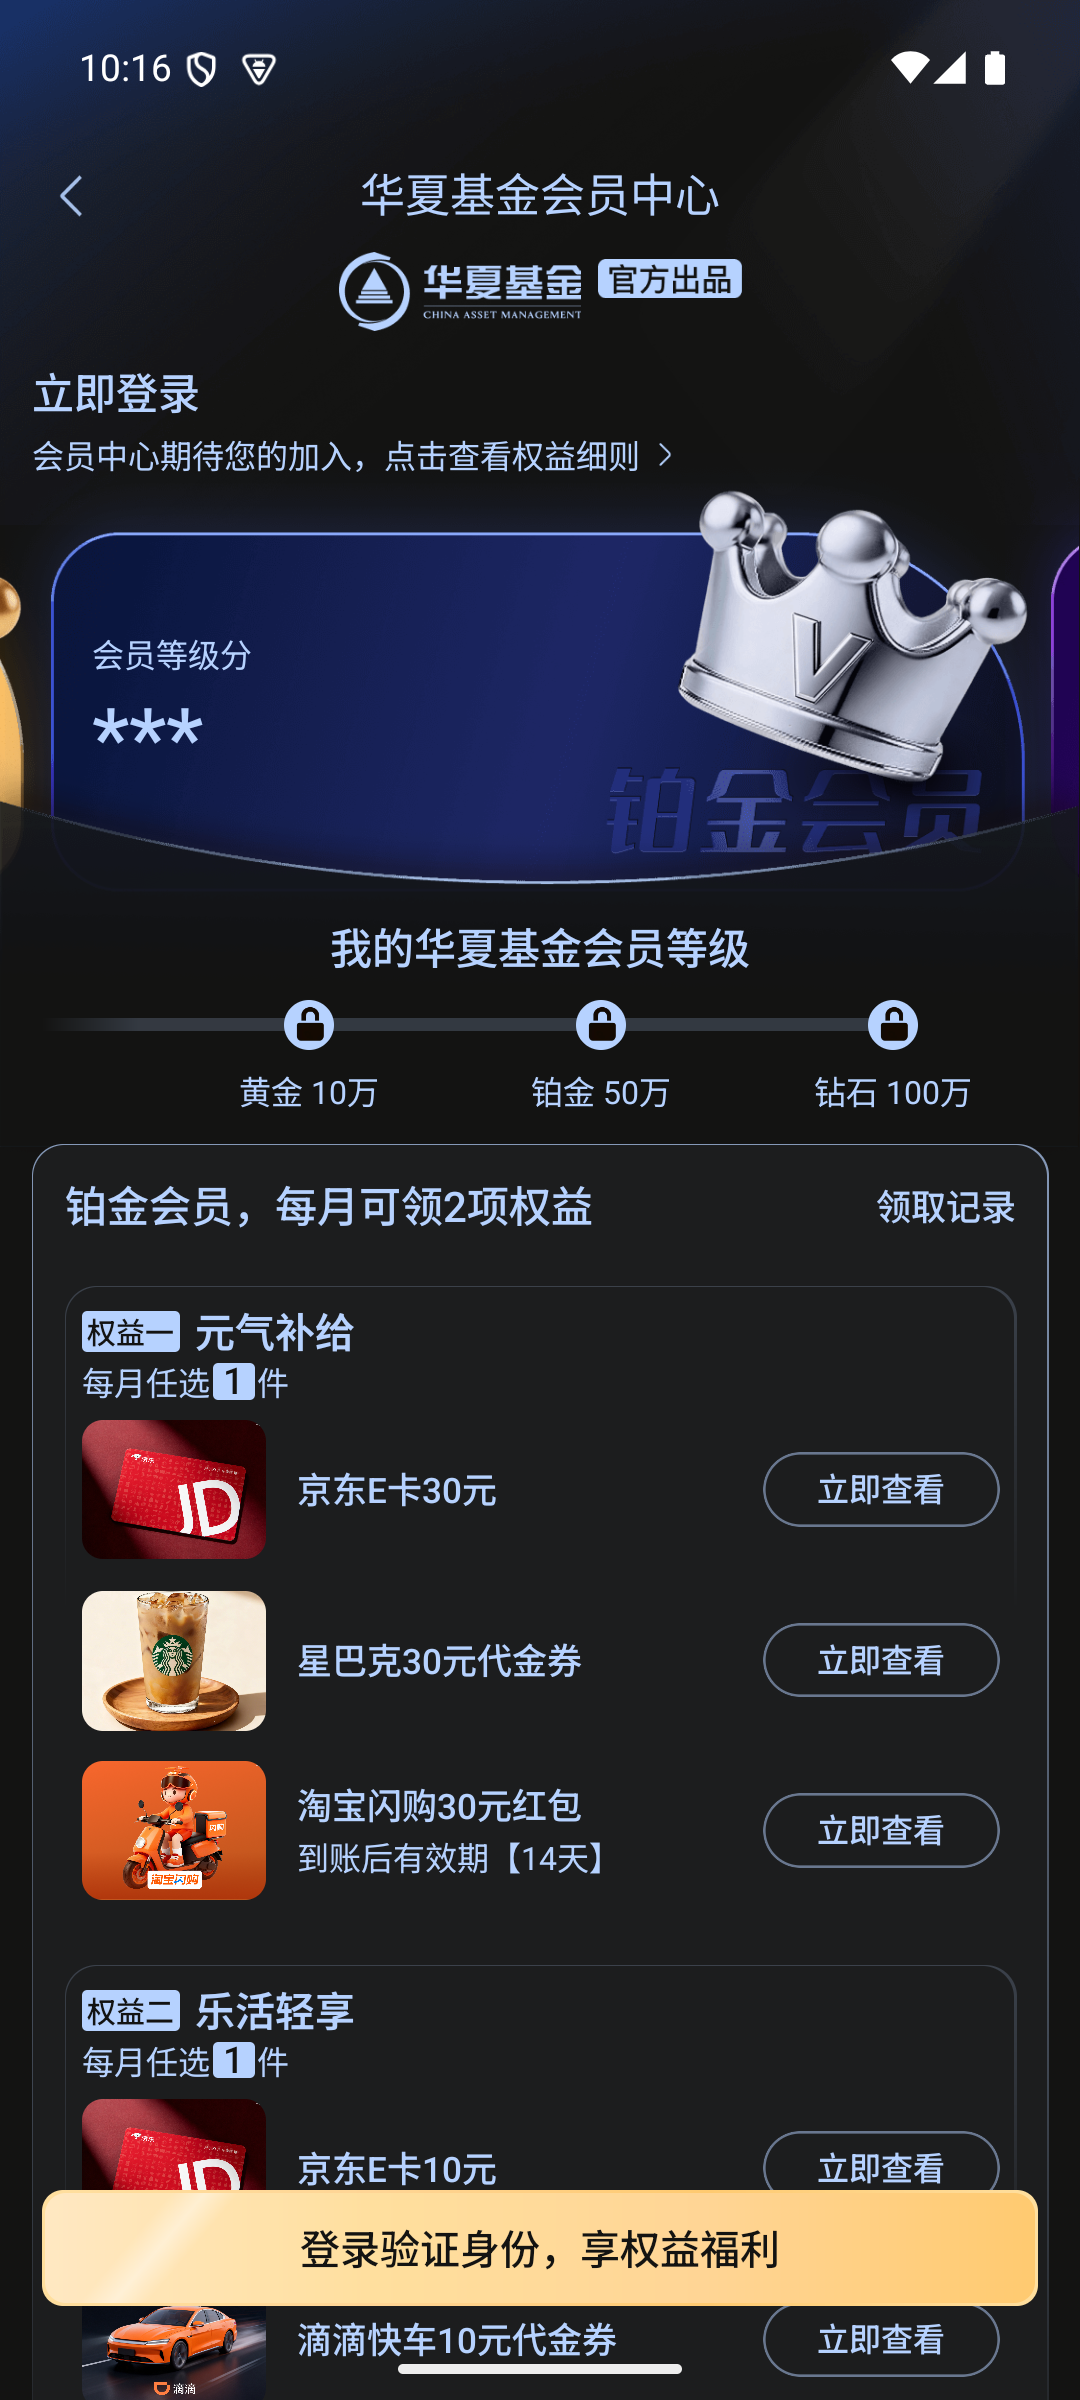 10:16
华夏基金会员中心
华夏基金 官方出品
CHINA ASSET MANAGEMENT
立即登录
会员中心期待您的加入，点击查看权益细则
V
会员等级分
***
铂金会员
我的华夏基金会员等级
黄金 10万 铂金 50万 钻石 100万
铂金会员，每月可领2项权益 领取记录
权益一 元气补给
每月任选1件
JD
京东E卡30元 立即查看
星巴克30元代金券 立即查看
闪购
淘宝闪购
淘宝闪购30元红包
到账后有效期【14天】
立即查看
权益二 乐活轻享
每月任选1件
JD
京东E卡10元 立即查看
登录验证身份，享权益福利
滴滴快车10元代金券 立即查看
滴滴